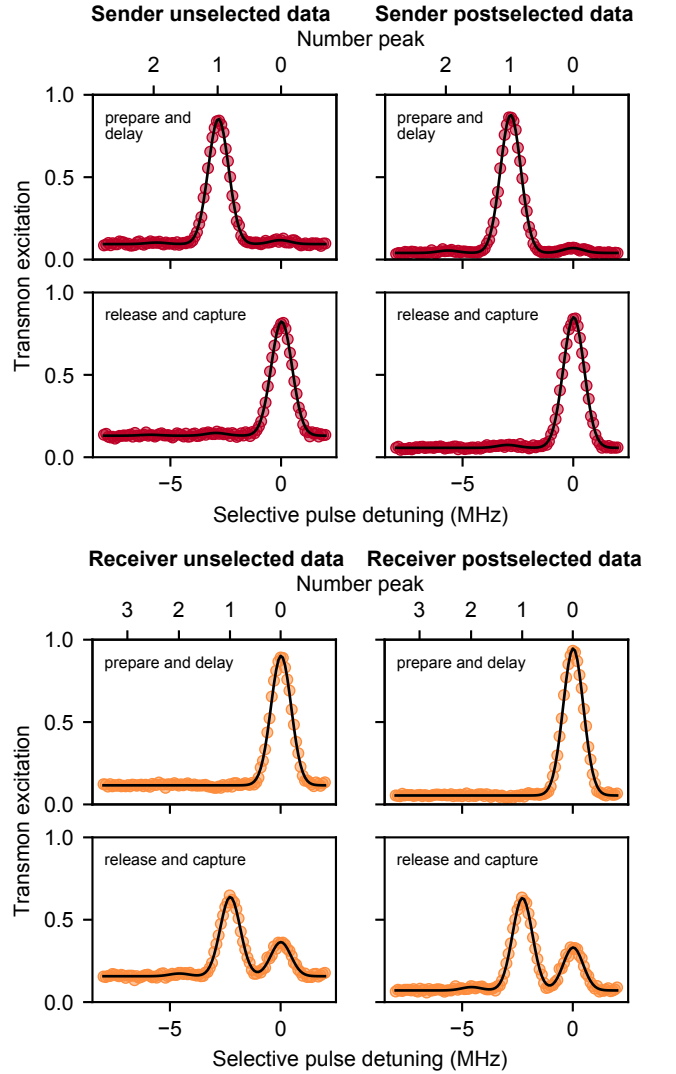 Sender unselected data
Sender postselected data
Number peak
Number peak
2 1 0
2 1 0
1.0
0.5
0.0
prepare and
delay
prepare and
delay
Transmon excitation
1.0
0.5
0.0
release and capture
release and capture
−5 0
−5 0
Selective pulse detuning (MHz)
Receiver unselected data
Receiver postselected data
Number peak
3 2 1 0
3 2 1 0
1.0
0.5
0.0
prepare and delay
prepare and delay
Transmon excitation
1.0
0.5
0.0
release and capture
release and capture
−5 0
−5 0
Selective pulse detuning (MHz)